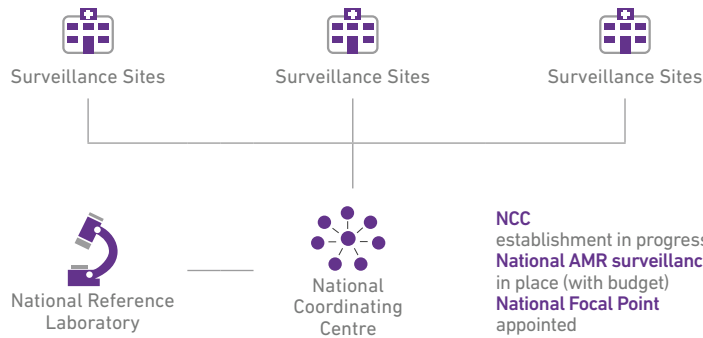 Surveillance Sites
Surveillance Sites
Surveillance Sites
National Reference
Laboratory
National
Coordinating
Centre
NCC
establishment in progress
National AMR
in place (with budget)
National Focal Point
appointed